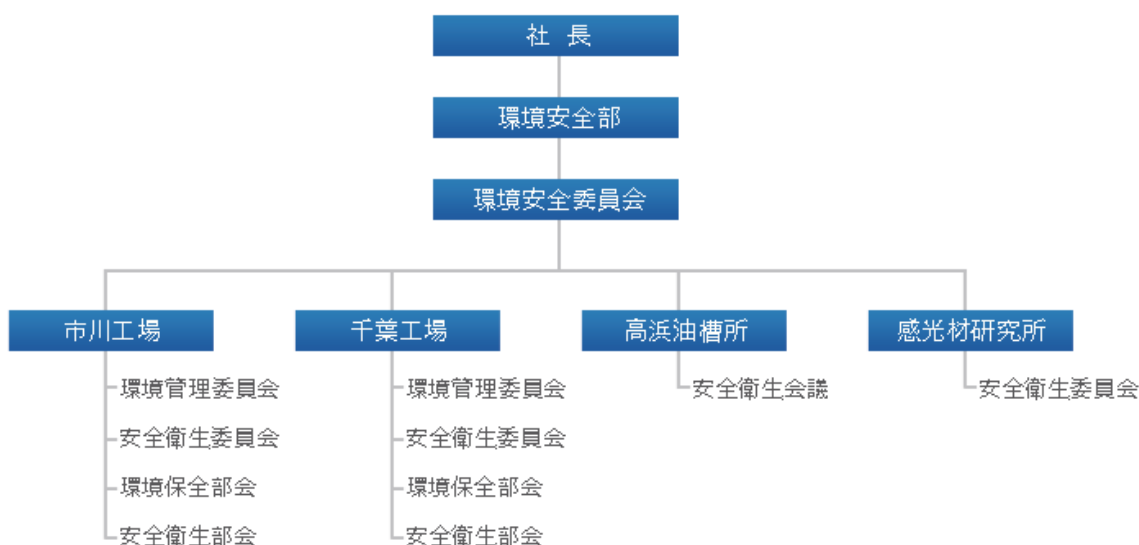 社 長
環境安全部
環境安全委員会
市川工場
千葉工場
高浜油槽所
感光材研究所
環境管理委員会
環境管理委員会
安全衛生会議
安全衛生委員会
安全衛生委員会
安全衛生委員会
環境保全部会
環境保全部会
安全衛生部会
安全衛生部会